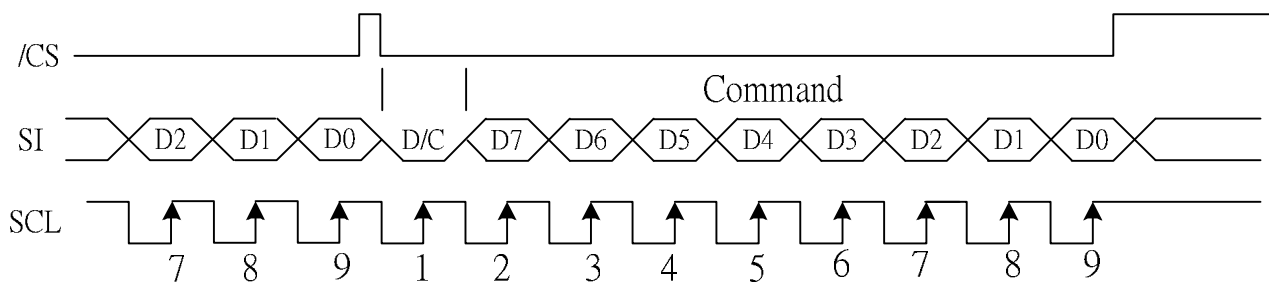 /CS
Command
SI D2 D1 D0 D/C D7 D6 D5 D4 D3 D2 D1 D0
SCL
7 8 9 1 2 3 4 5 6 7 8 9